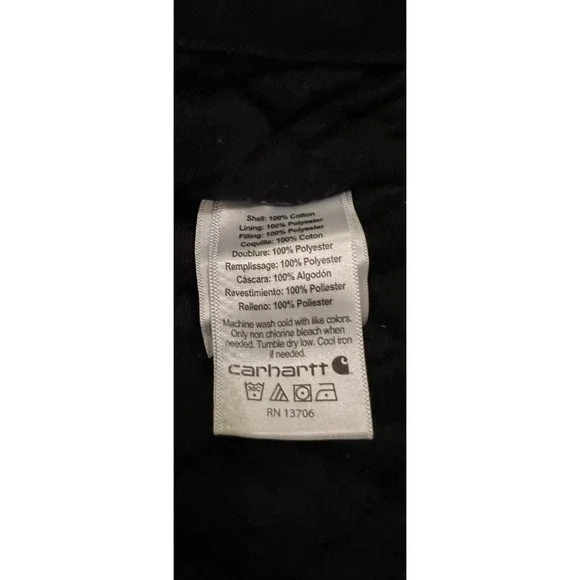 Shell: 100% Cotton
Lining: 100% Polyester
Filling: 100% Polyester
Coquille: 100% Coton
Doublure: 100% Polyester
Remplissage: 100% Polyester
Cáscara: 100% Algodón
Revestimiento: 100% Poliester
Relleno: 100% Poliester
Machine wash cold with like colors.
Only non chlorine bleach when
needed. Tumble dry low. Cool iron
if needed.
carhartt
30C
RN 13706